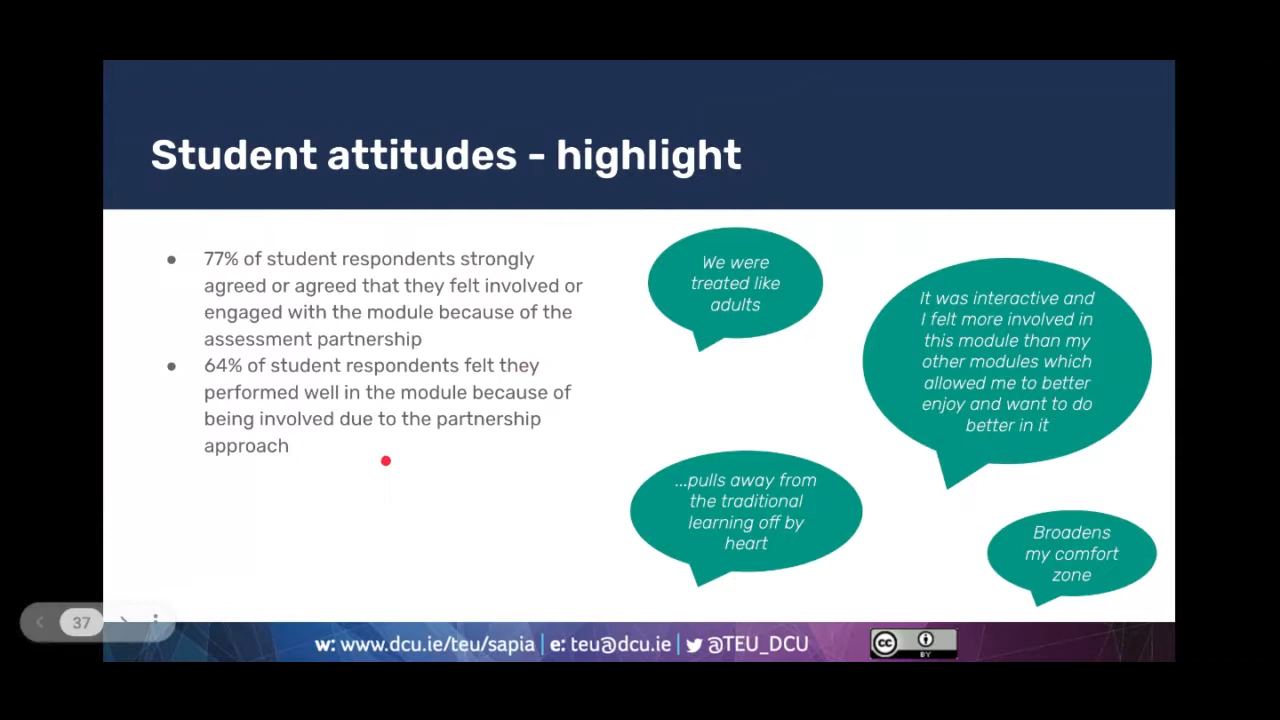 Student attitudes - highlight
● 77% of student respondents strongly
agreed or agreed that they felt involved or
engaged with the module because of the
assessment partnership
● 64% of student respondents felt they
performed well in the module because of
being involved due to the partnership
approach
We were
treated like
adults
It was interactive and
I felt more involved in
this module than my
other modules which
allowed me to better
enjoy and want to do
better in it
...pulls away from
the traditional
learning off by
heart
Broadens
my comfort
zone
37
w: www.dcu.ie/teu/sapia | e: teu@dcu.ie | @TEU_DCU
cc BY